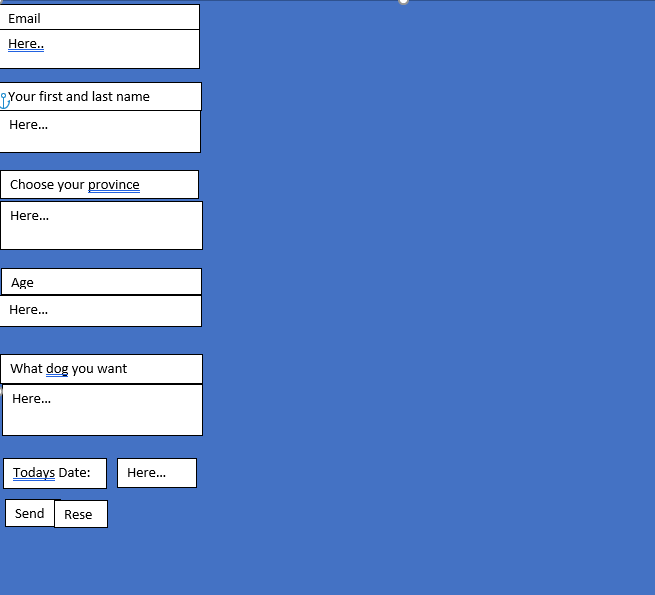 Email
Here..
Your first and last name
Here...
Choose your province
Here...
Age
Here...
What dog you want
Here...
Todays Date: Here...
Send Rese